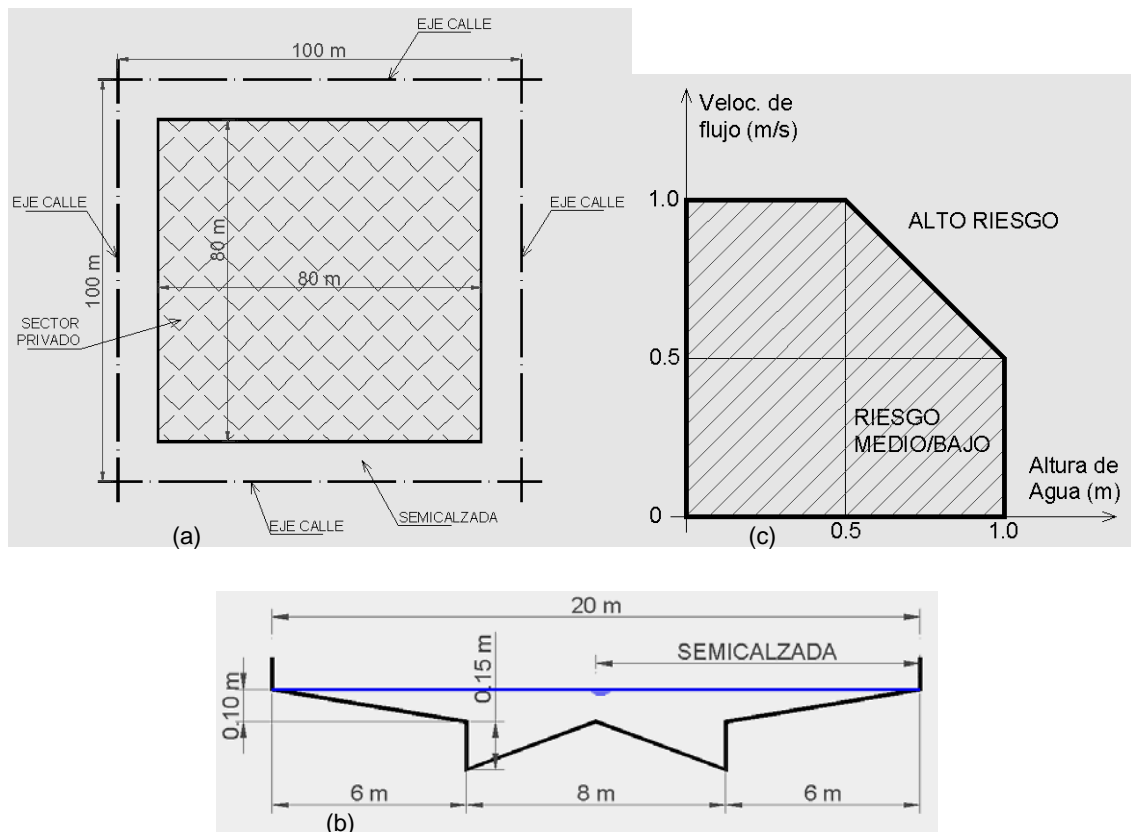 EJE CALLE
100 m
EJE CALLE
EJE CALLE
100 m
80 m
80 m
SECTOR
PRIVADO
EJE CALLE
SEMICALZADA
(a)
Veloc. de
flujo (m/s)
1.0
ALTO RIESGO
0.5
RIESGO
MEDIO/BAJO
Altura de
Agua (m)
0
0.5
1.0
(c)
20 m
SEMICALZADA
0.10 m
0.15 m
6 m
8 m
6 m
(b)